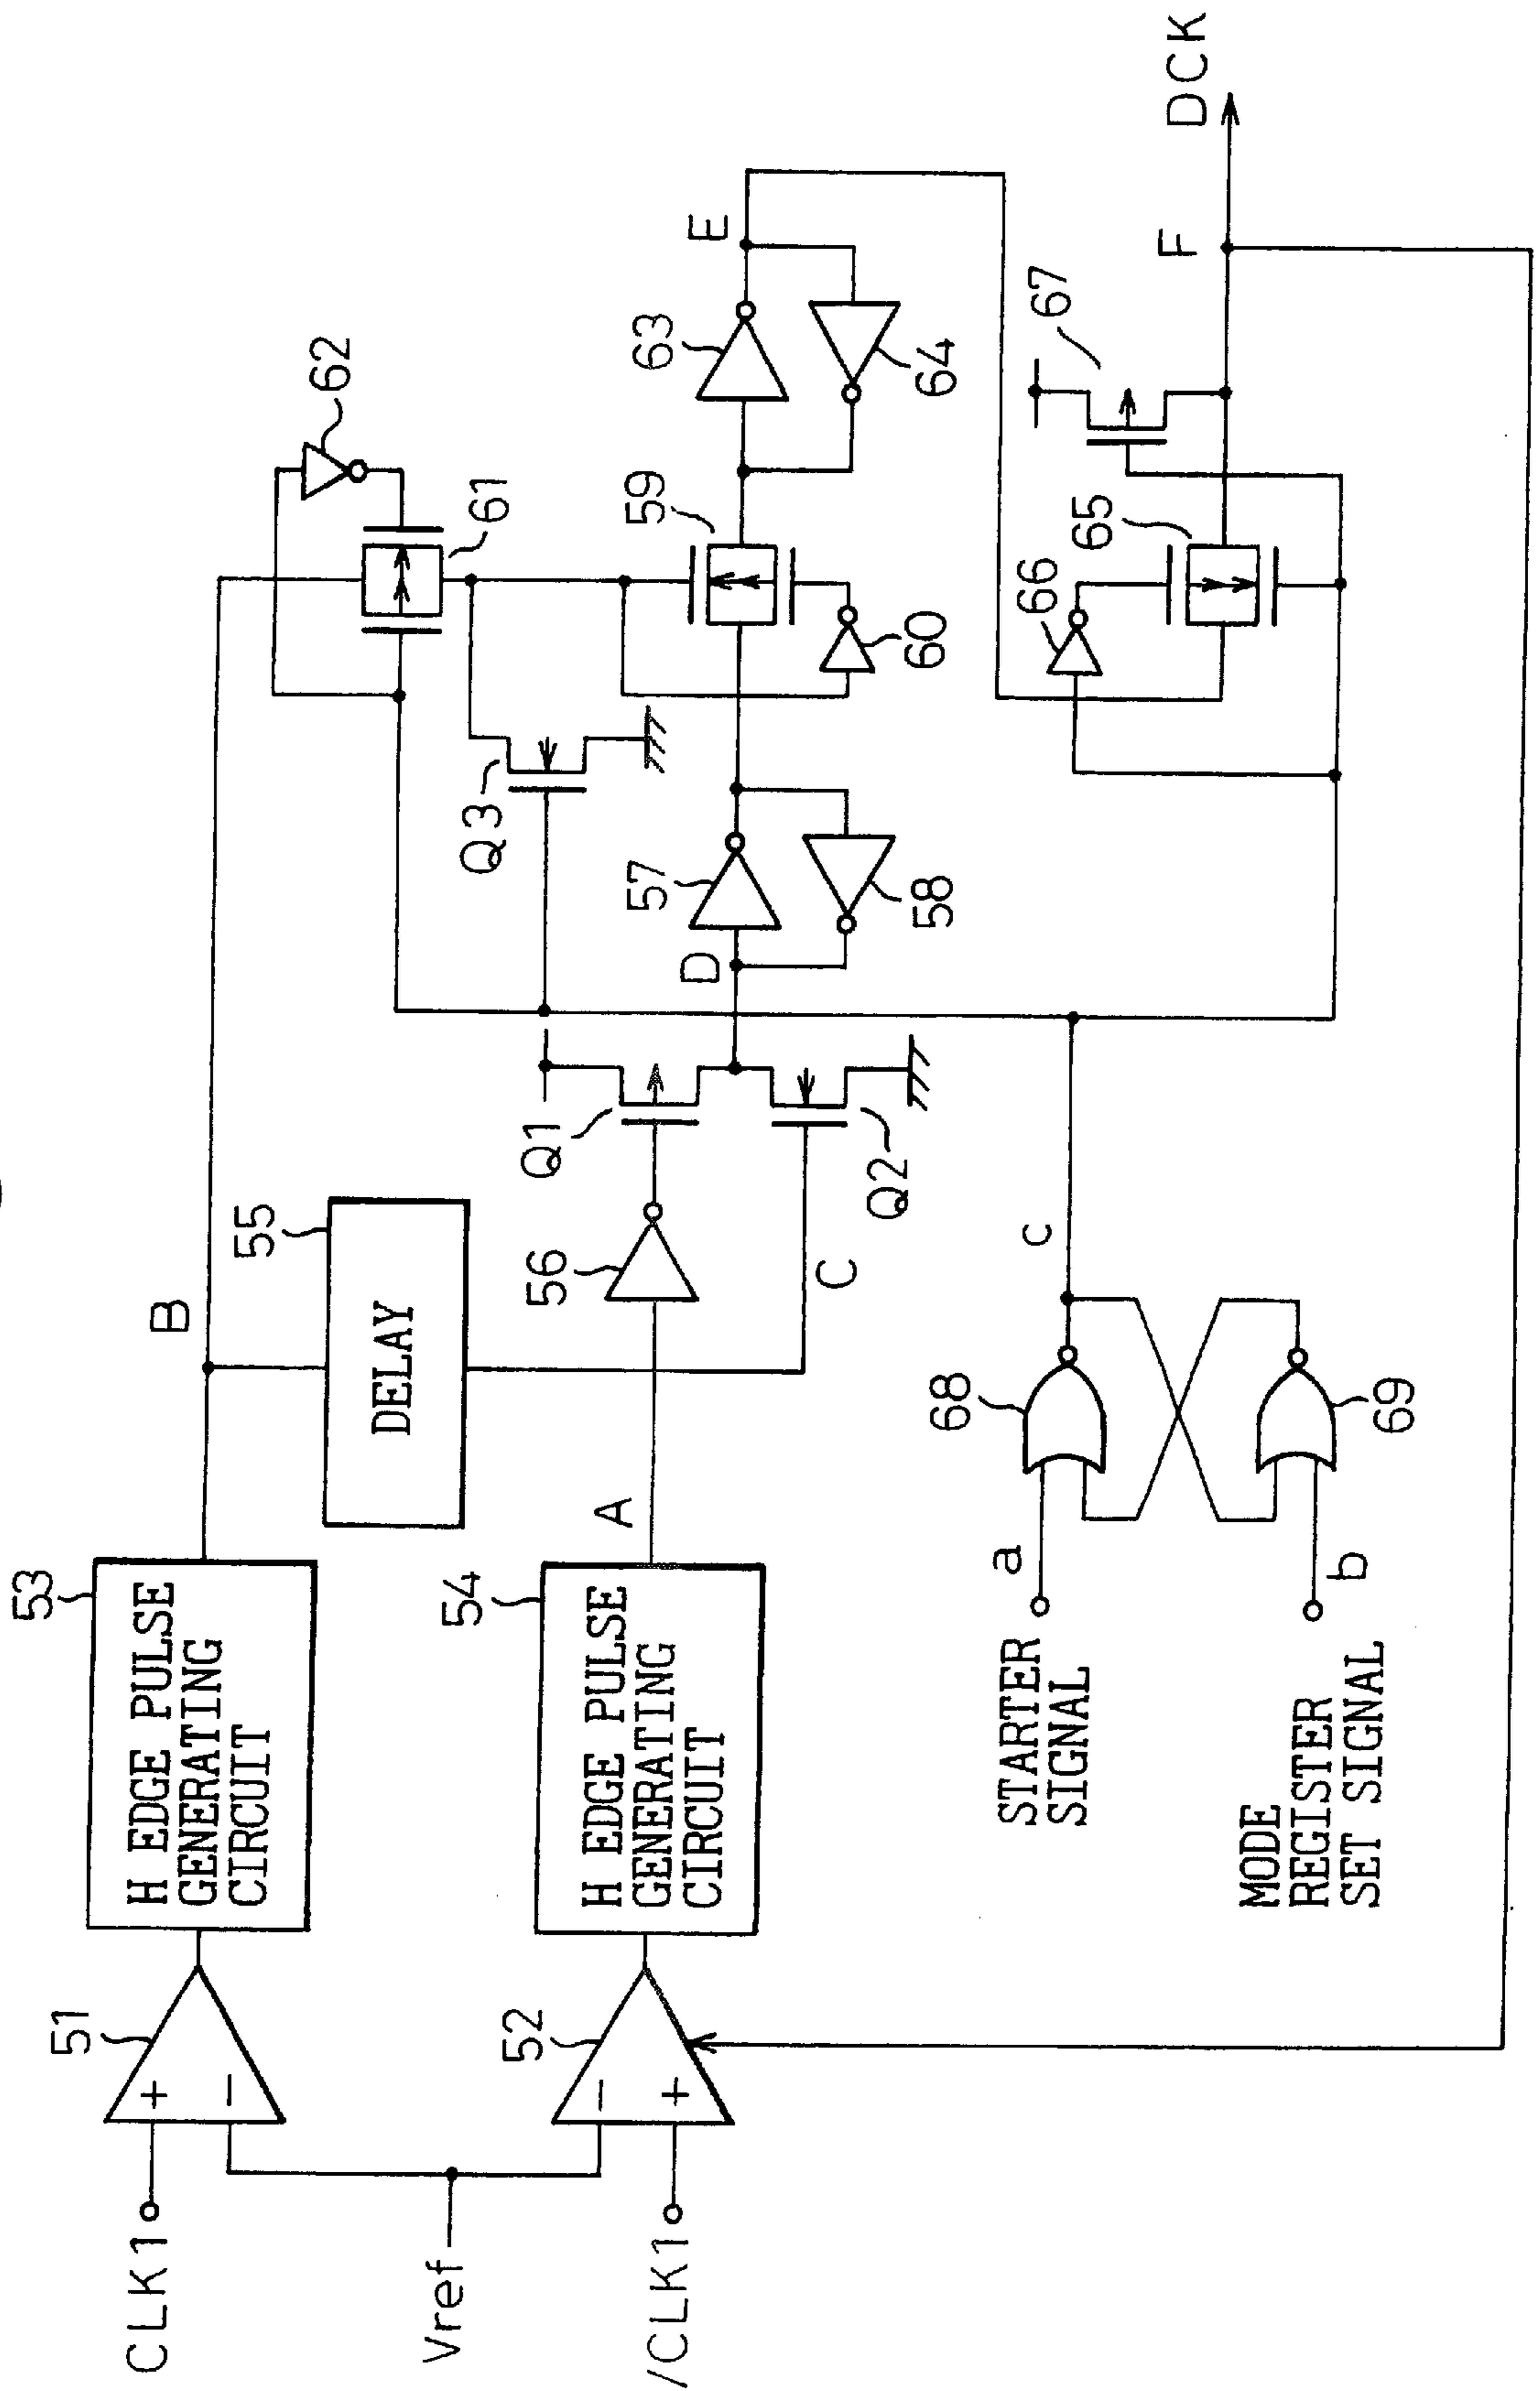 CLK1
Vref
/CLK1
51
+
−
52
−
+
53
H EDGE PULSE
GENERATING
CIRCUIT
54
H EDGE PULSE
GENERATING
CIRCUIT
B
55
DELAY
A
56
C
Q1
Q2
D
57
58
Q3
59
60
61
62
63
64
E
STARTER
SIGNAL
a
MODE
REGISTER
SET SIGNAL
b
68
69
c
66
65
67
F
DCK